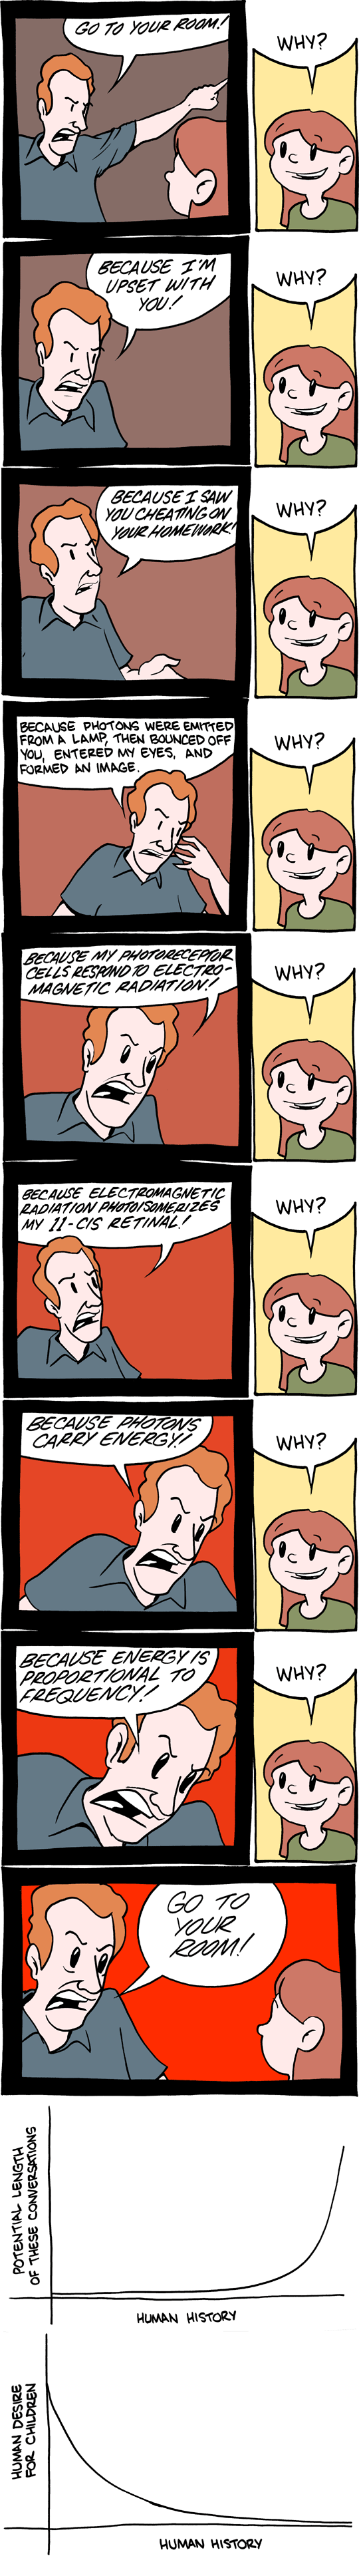 GO TO YOUR ROOM!
WHY?
BECAUSE I'M
UPSET WITH
YOU!
WHY?
BECAUSE I SAW
YOU CHEATING ON
YOUR HOMEWORK!
WHY?
BECAUSE PHOTONS WERE EMITTED
FROM A LAMP, THEN BOUNCED OFF
YOU, ENTERED MY EYES, AND
FORMED AN IMAGE.
WHY?
BECAUSE MY PHOTORECEPTOR
CELLS RESPOND TO ELECTRO-
MAGNETIC RADIATION!
WHY?
BECAUSE ELECTROMAGNETIC
RADIATION PHOTOISOMERIZES
MY 11-CIS RETINAL!
WHY?
BECAUSE PHOTONS
CARRY ENERGY!!
WHY?
BECAUSE ENERGY IS
PROPORTIONAL TO
FREQUENCY!!
WHY?
GO TO
YOUR
ROOM!
POTENTIAL LENGTH
OF THESE CONVERSATIONS
HUMAN HISTORY
HUMAN DESIRE
FOR CHILDREN
HUMAN HISTORY